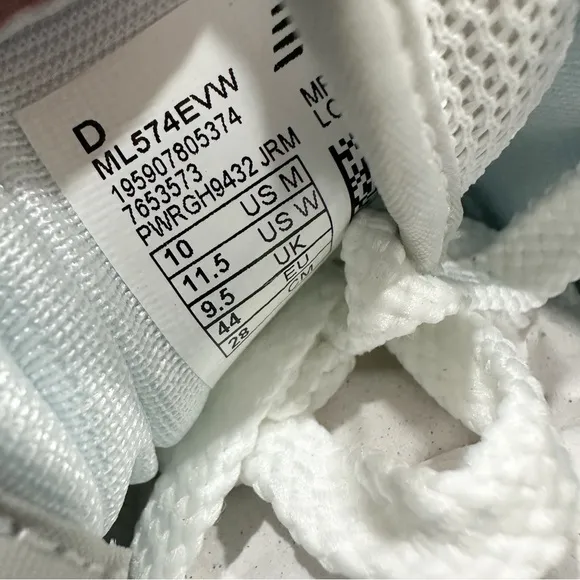 D
ML574EVW
195907805374
7653573
PWRGH9432 JRM
10 US M
11.5 US W
9.5 UK
44 EU
28 CM